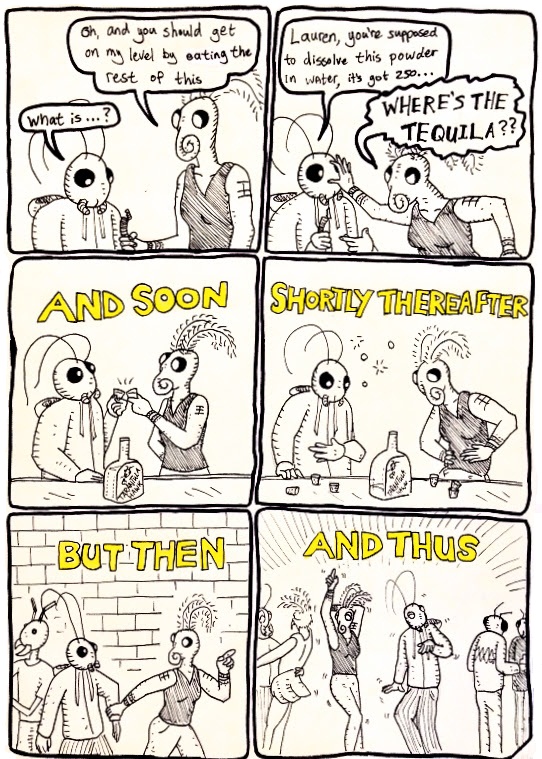 Oh, and you should get
on my level by eating the
rest of this
What is...?
Lauren, you're supposed
to dissolve this powder
in water, it's got 250...
WHERE'S THE
TEQUILA??
AND SOON
SHORTLY THEREAFTER
BUT THEN
AND THUS